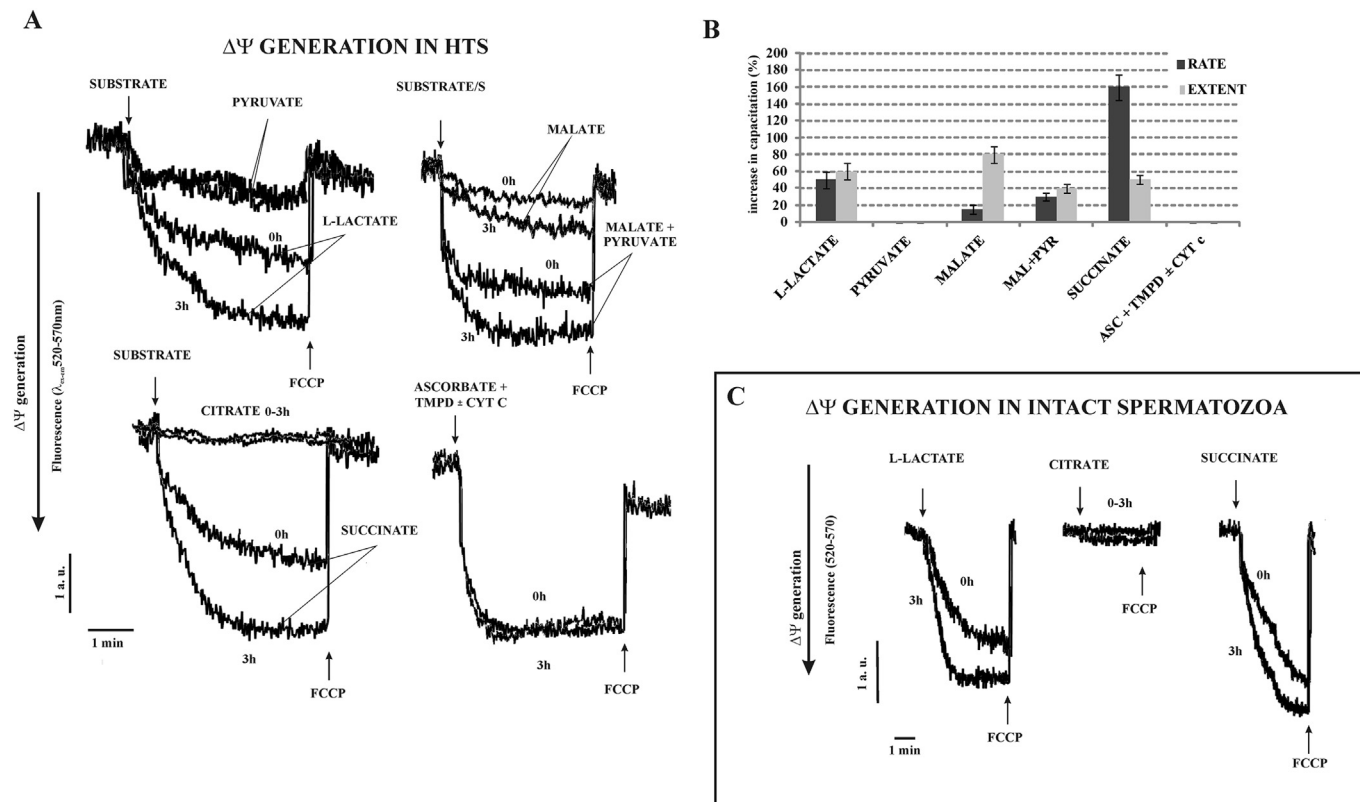 A
ΔΨ GENERATION IN HTS
SUBSTRATE
PYRUVATE
L-LACTATE
0h
3h
FCCP
SUBSTRATE/S
MALATE
0h
3h
MALATE +
PYRUVATE
0h
3h
FCCP
ΔΨ generation
Fluorescence (λex-em520-570nm)
SUBSTRATE
CITRATE 0-3h
0h
SUCCINATE
3h
FCCP
1 a. u.
1 min
ASCORBATE +
TMPD ± CYT C
0h
3h
FCCP
B
increase in capacitation (%)
200
180
160
140
120
100
80
60
40
20
0
RATE
EXTENT
L-LACTATE
PYRUVATE
MALATE
MAL+PYR
SUCCINATE
ASC + TMPD ± CYT c
C
ΔΨ GENERATION IN INTACT SPERMATOZOA
ΔΨ generation
Fluorescence (520-570)
1 a. u.
1 min
L-LACTATE
0h
3h
FCCP
CITRATE
0-3h
FCCP
SUCCINATE
0h
3h
FCCP